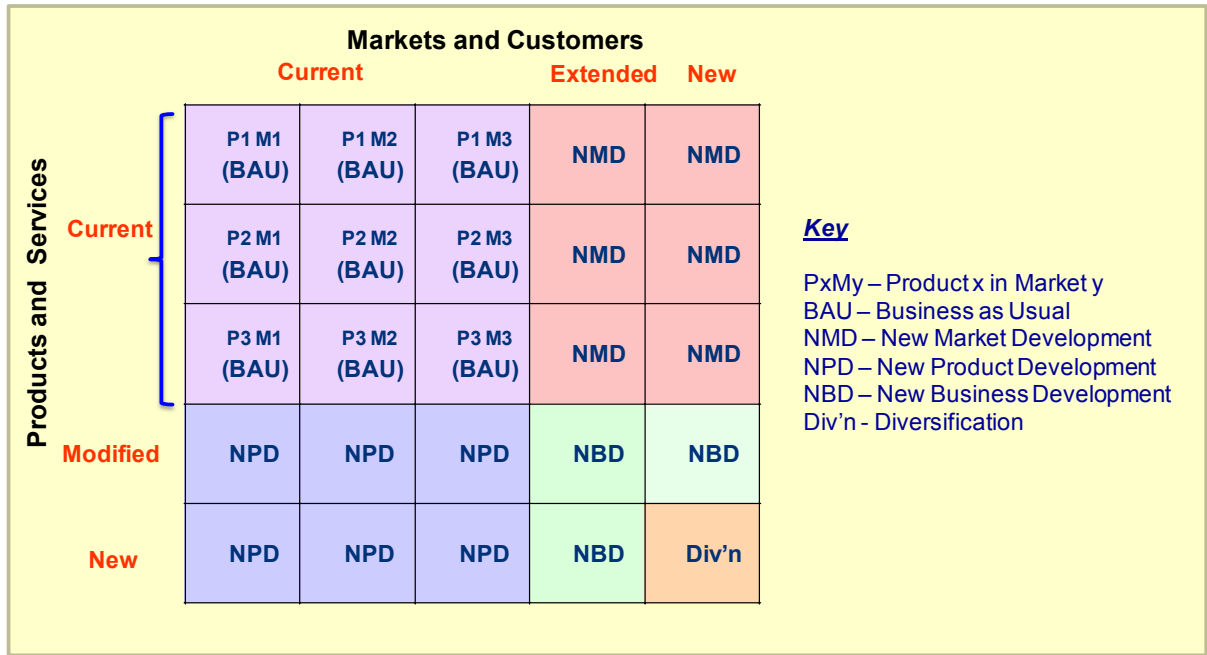 Markets and Customers
Current Extended New
Products and Services
Current
Modified
New
P1 M1 P1 M2 P1 M3
(BAU) (BAU) (BAU) NMD NMD
P2 M1 P2 M2 P2 M3
(BAU) (BAU) (BAU) NMD NMD
P3 M1 P3 M2 P3 M3
(BAU) (BAU) (BAU) NMD NMD
NPD NPD NPD NBD NBD
NPD NPD NPD NBD Div’n
Key
PxMy – Product x in Market y
BAU – Business as Usual
NMD – New Market Development
NPD – New Product Development
NBD – New Business Development
Div’n - Diversification